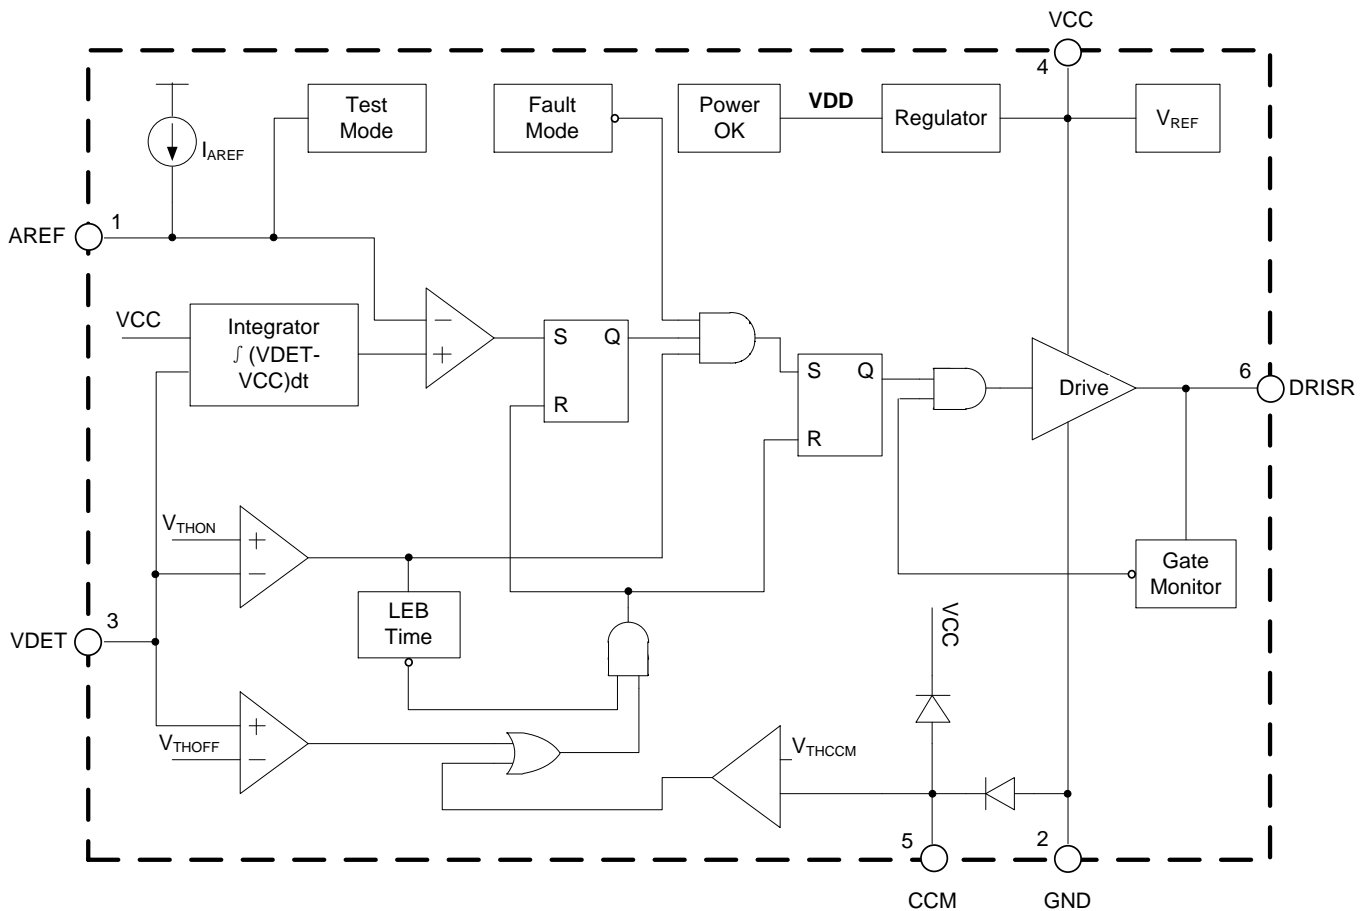 VCC
4
Test
Mode
Fault
Mode
Power
OK
VDD
Regulator
VREF
IAREF
1
AREF
VCC
Integrator
∫ (VDET-
VCC)dt
−
+
S
Q
R
S
Q
R
Drive
6
DRISR
VTHON
+
−
Gate
Monitor
LEB
Time
3
VDET
VCC
+
VTHOFF
−
VTHCCM
5
2
CCM
GND